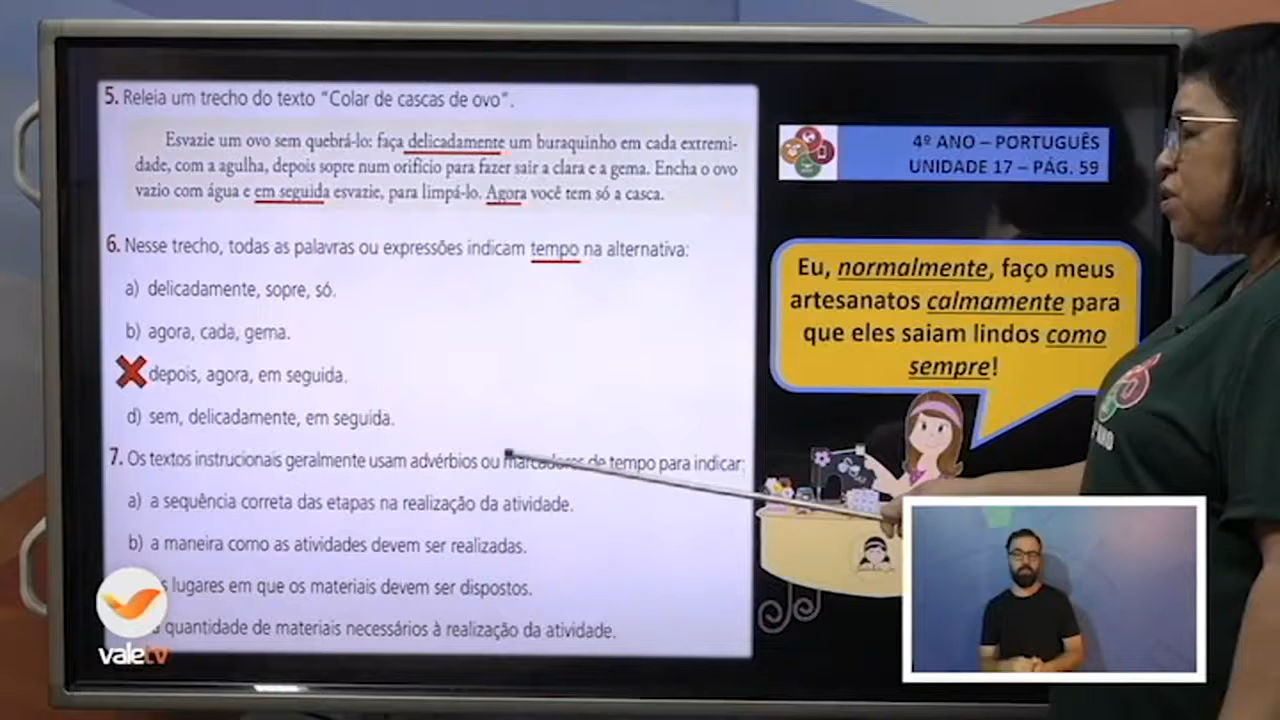 5. Releia um trecho do texto "Colar de cascas de ovo".
Esvazie um ovo sem quebrá-lo: faça delicadamente um buraquinho em cada extremi-
dade, com a agulha, depois sopre num orifício para fazer sair a clara e a gema. Encha o ovo
vazio com água e em seguida esvazie, para limpá-lo. Agora você tem só a casca.
6. Nesse trecho, todas as palavras ou expressões indicam tempo na alternativa:
a) delicadamente, sopre, só.
b) agora, cada, gema.
depois, agora, em seguida.
d) sem, delicadamente, em seguida.
7. Os textos instrucionais geralmente usam advérbios ou marcadores de tempo para indicar:
a) a sequência correta das etapas na realização da atividade.
b) a maneira como as atividades devem ser realizadas.
lugares em que os materiais devem ser dispostos.
quantidade de materiais necessários à realização da atividade.
valetv
4º ANO – PORTUGUÊS
UNIDADE 17 – PÁG. 59
Eu, normalmente, faço meus
artesanatos calmamente para
que eles saiam lindos como
sempre!